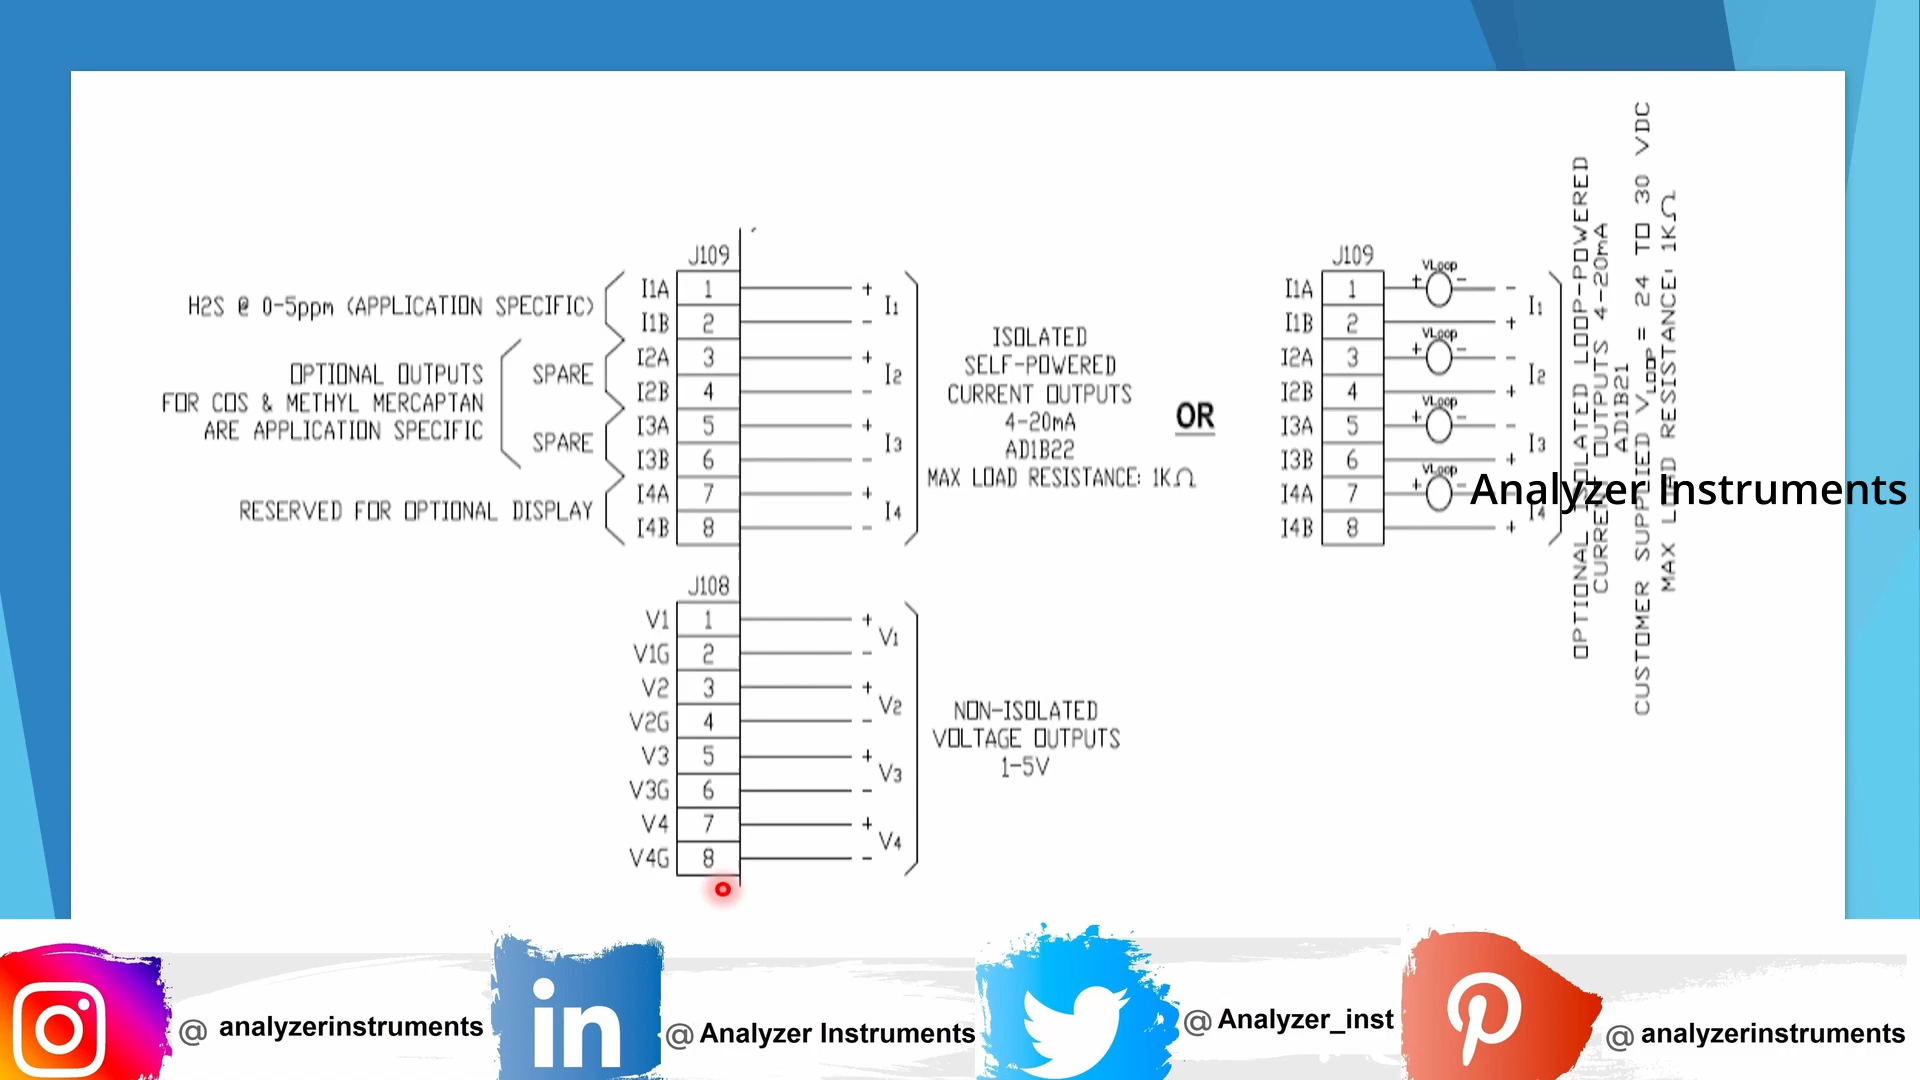 J109
H2S @ 0-5ppm (APPLICATION SPECIFIC)
OPTIONAL OUTPUTS
FOR COS & METHYL MERCAPTAN
ARE APPLICATION SPECIFIC
SPARE
SPARE
RESERVED FOR OPTIONAL DISPLAY
I1A 1 + I1
I1B 2 -
I2A 3 + I2
I2B 4 -
I3A 5 + I3
I3B 6 -
I4A 7 + I4
I4B 8 -
ISOLATED
SELF-POWERED
CURRENT OUTPUTS
4-20mA
AD1B22
MAX LOAD RESISTANCE: 1KΩ
OR
J109
I1A 1 + VLoop - - I1
I1B 2 +
I2A 3 + VLoop - - I2
I2B 4 +
I3A 5 + VLoop - - I3
I3B 6 +
I4A 7 + VLoop - I4
I4B 8 +
OPTIONAL ISOLATED LOOP-POWERED
CURRENT OUTPUTS 4-20mA
AD1B21
CUSTOMER SUPPLIED VLOOP = 24 TO 30 VDC
MAX LOAD RESISTANCE: 1KΩ
Analyzer Instruments
J108
V1 1 + V1
V1G 2 -
V2 3 + V2
V2G 4 -
V3 5 + V3
V3G 6 -
V4 7 + V4
V4G 8 -
NON-ISOLATED
VOLTAGE OUTPUTS
1-5V
@ analyzerinstruments
in
@ Analyzer Instruments
@ Analyzer_inst
@ analyzerinstruments